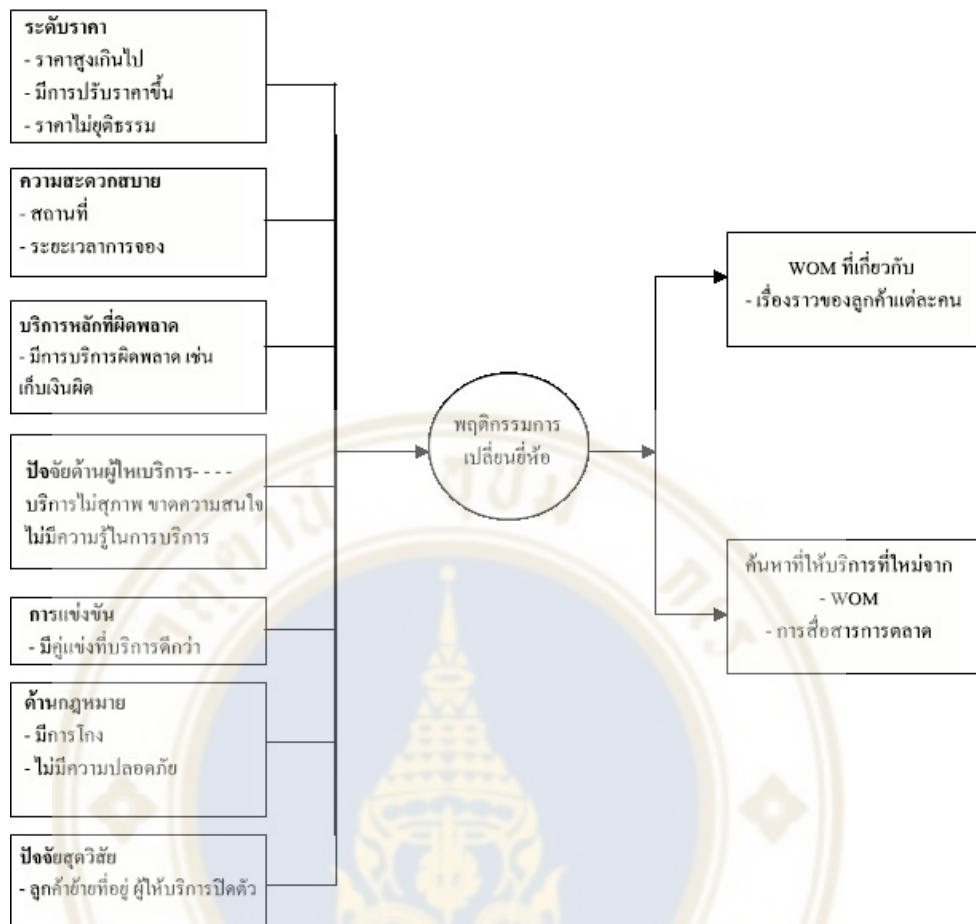 ระดับราคา
- ราคาสูงเกินไป
- มีการปรับราคาขึ้น
- ราคาไม่ยุติธรรม
ความสะดวกสบาย
- สถานที่
- ระยะเวลาการจอง
บริการหลักที่ผิดพลาด
- มีการบริการผิดพลาด เช่น
เก็บเงินผิด
ปัจจัยด้านผู้ให้บริการ- - - -
บริการไม่สุภาพ ขาดความสนใจ
ไม่มีความรู้ในการบริการ
การแข่งขัน
- มีคู่แข่งที่บริการดีกว่า
ด้านกฎหมาย
- มีการโกง
- ไม่มีความปลอดภัย
ปัจจัยสุดวิสัย
- ลูกค้าย้ายที่อยู่ ผู้ให้บริการปิดตัว
พฤติกรรมการ
เปลี่ยนยี่ห้อ
WOM ที่เกี่ยวกับ
- เรื่องราวของลูกค้าแต่ละคน
ค้นหาที่ให้บริการที่ใหม่จาก
- WOM
- การสื่อสารการตลาด